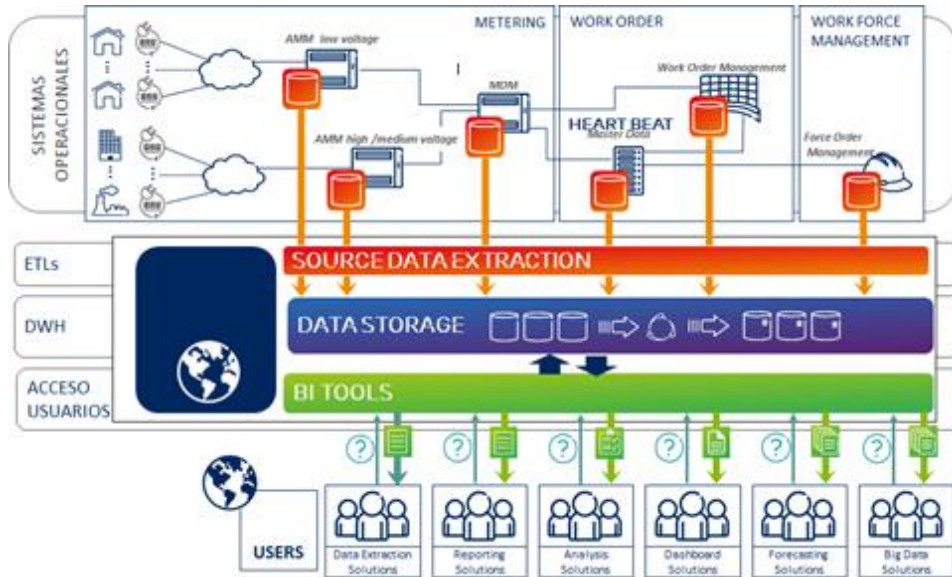 SISTEMAS
OPERACIONALES
METERING
WORK ORDER
WORK FORCE
MANAGEMENT
AMM low voltage
MDM
AMM high /medium voltage
Work Order Management
HEART BEAT
Master Data
Force Order
Management
ETLs
SOURCE DATA EXTRACTION
DWH
DATA STORAGE
ACCESO
USUARIOS
BI TOOLS
? ? ? ? ? ?
USERS
Data Extraction
Solutions
Reporting
Solutions
Analysis
Solutions
Dashboard
Solutions
Forecasting
Solutions
Big Data
Solutions